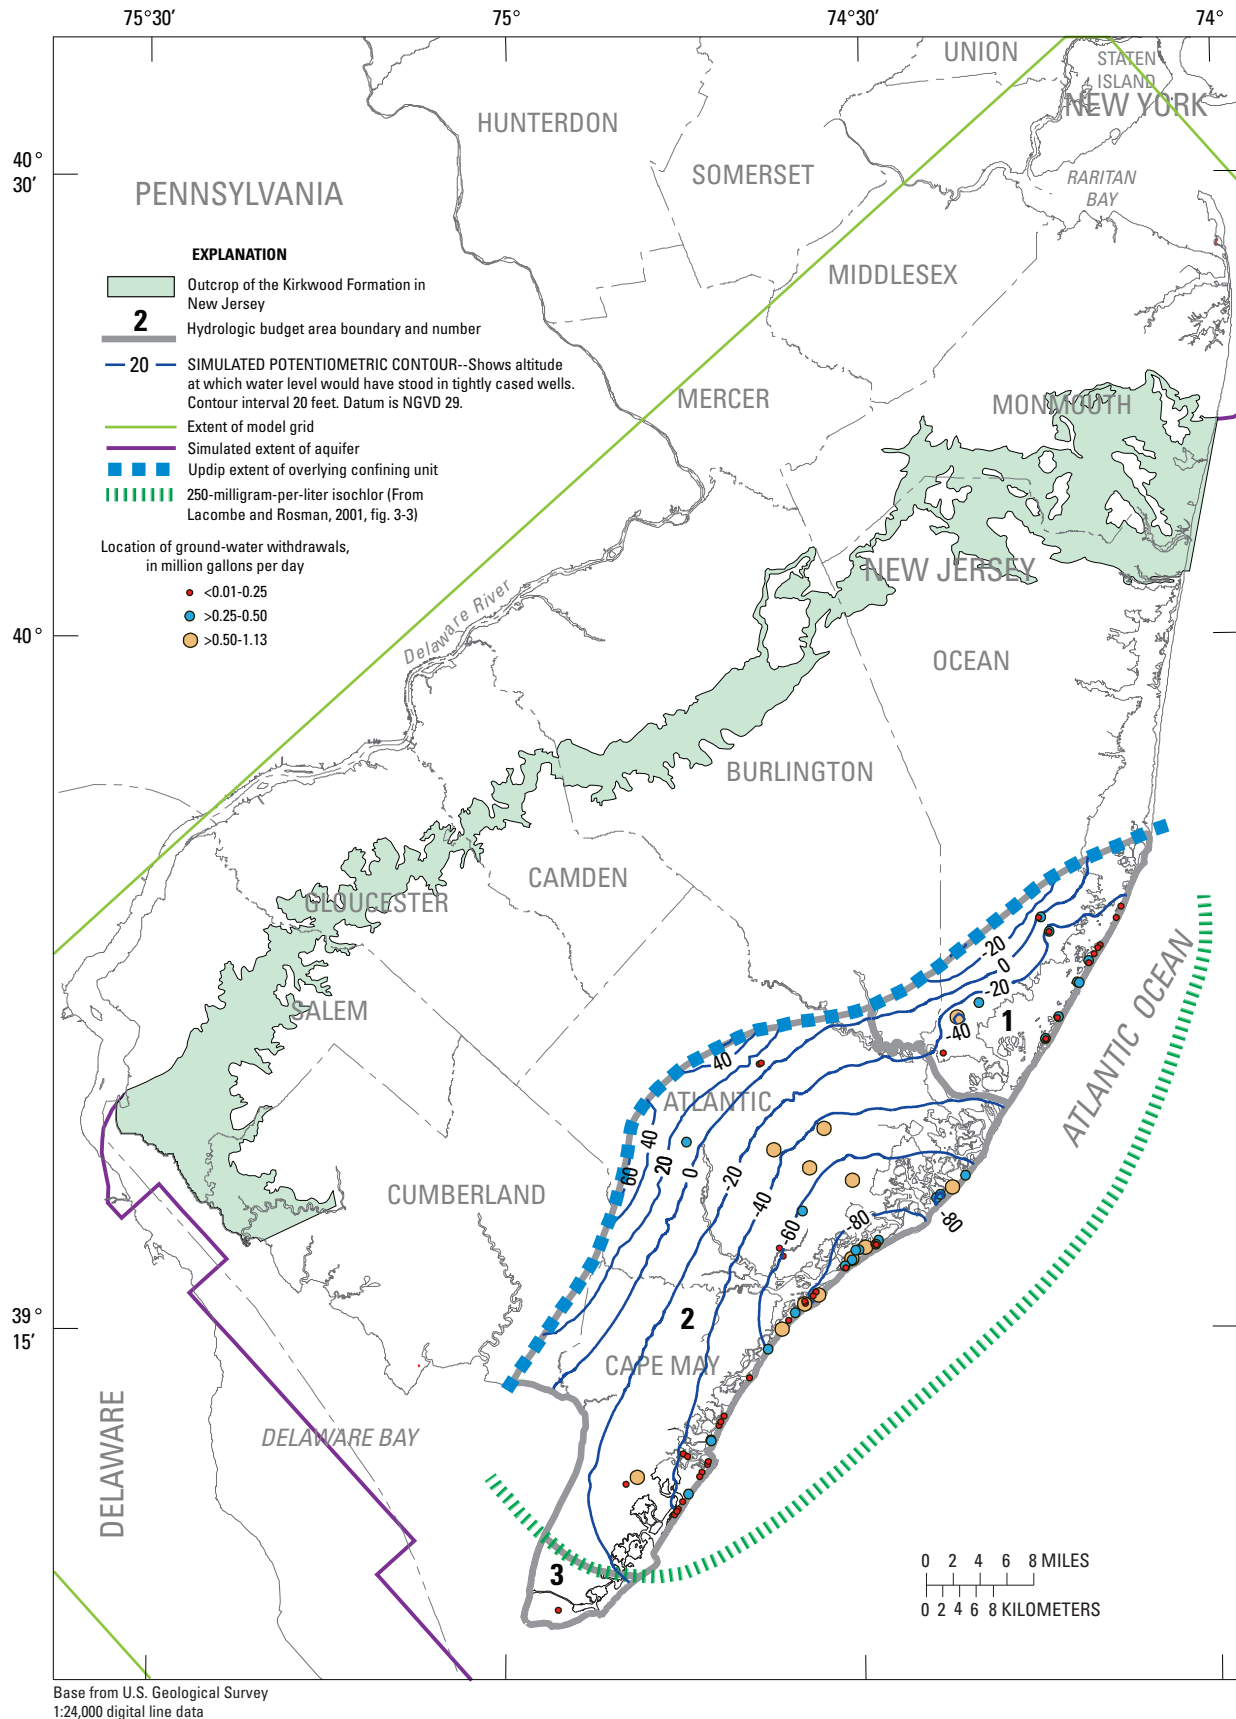 75°30’
75°
74°30’
74°
UNION
STATEN
ISLAND
NEW YORK
HUNTERDON
40°
30’
SOMERSET
RARITAN
BAY
PENNSYLVANIA
EXPLANATION
Outcrop of the Kirkwood Formation in
New Jersey
2
Hydrologic budget area boundary and number
20
SIMULATED POTENTIOMETRIC CONTOUR--Shows altitude
at which water level would have stood in tightly cased wells.
Contour interval 20 feet. Datum is NGVD 29.
Extent of model grid
Simulated extent of aquifer
Updip extent of overlying confining unit
250-milligram-per-liter isochlor (From
Lacombe and Rosman, 2001, fig. 3-3)
Location of ground-water withdrawals,
in million gallons per day
<0.01-0.25
>0.25-0.50
>0.50-1.13
MIDDLESEX
MERCER
MONMOUTH
NEW JERSEY
Delaware River
40°
OCEAN
BURLINGTON
CAMDEN
GLOUCESTER
-20
0
-20
SALEM
1
-40
ATLANTIC OCEAN
40
ATLANTIC
40
20
0
60
-20
-40
-60
-80
-80
CUMBERLAND
39°
15’
2
CAPE MAY
DELAWARE
DELAWARE BAY
3
0 2 4 6 8 MILES
0 2 4 6 8 KILOMETERS
Base from U.S. Geological Survey
1:24,000 digital line data